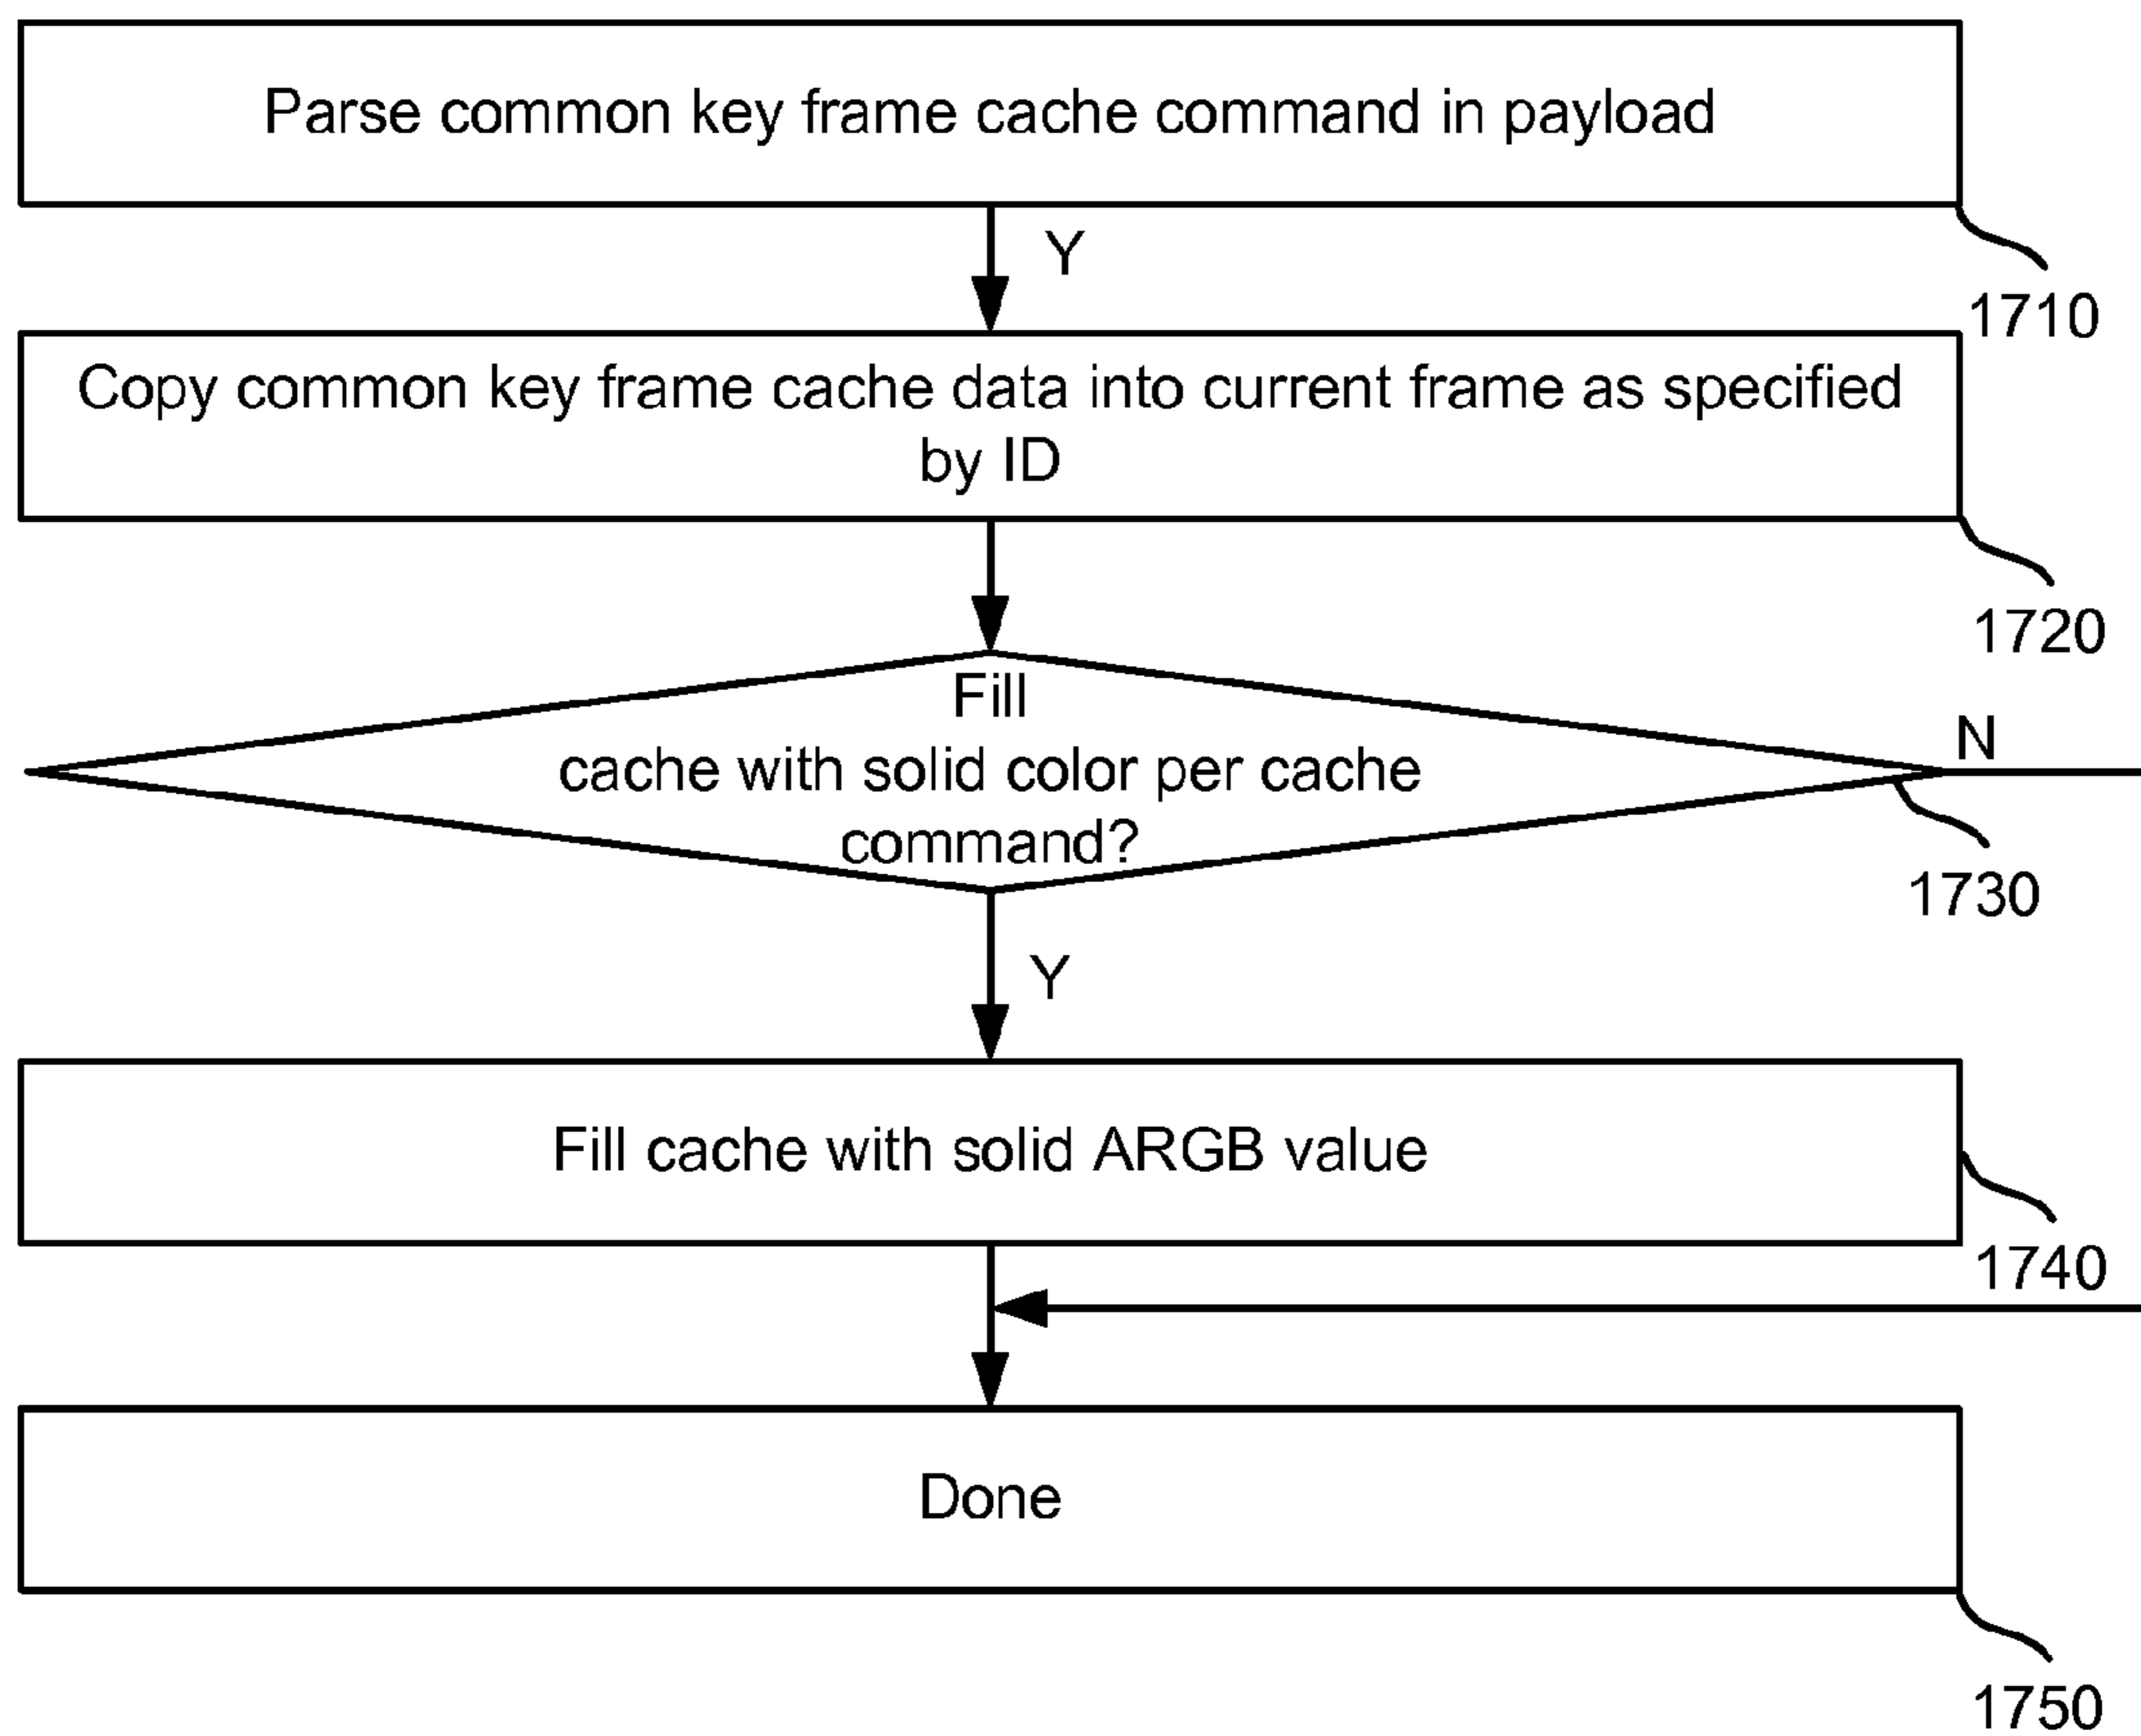 Parse common key frame cache command in payload
Y
1710
Copy common key frame cache data into current frame as specified
by ID
1720
Fill
cache with solid color per cache
command?
N
1730
Y
Fill cache with solid ARGB value
1740
Done
1750